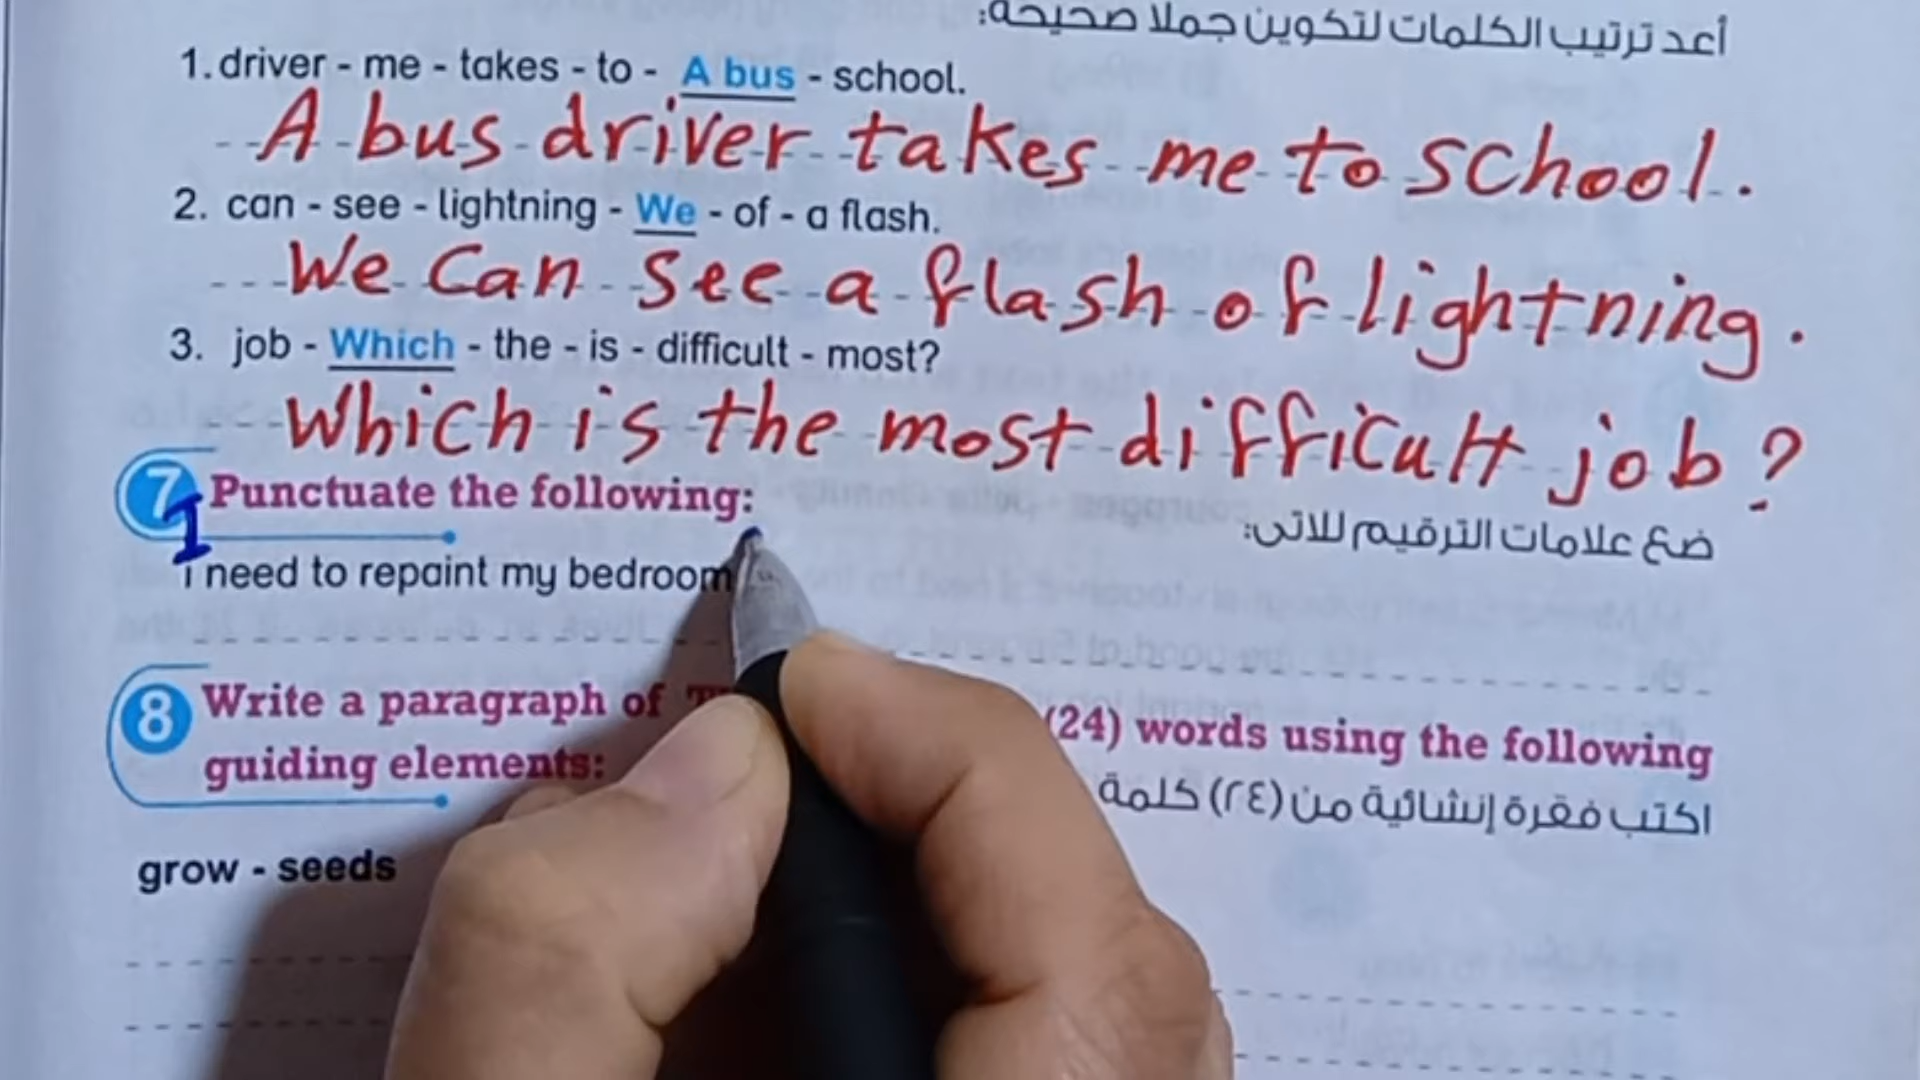 أعد ترتيب الكلمات لتكوين جملا صحيحة:
1. driver - me - takes - to - A bus - school.
A bus driver takes me to school.
2. can - see - lightning - We - of - a flash.
We Can see a flash of lightning.
3. job - Which - the - is - difficult - most?
Which is the most difficult job?
7 Punctuate the following:
ضع علامات الترقيم للاتى:
I
i need to repaint my bedroom
8 Write a paragraph of (24) words using the following
guiding elements:
اكتب فقرة إنشائية من (٢٤) كلمة
grow - seeds